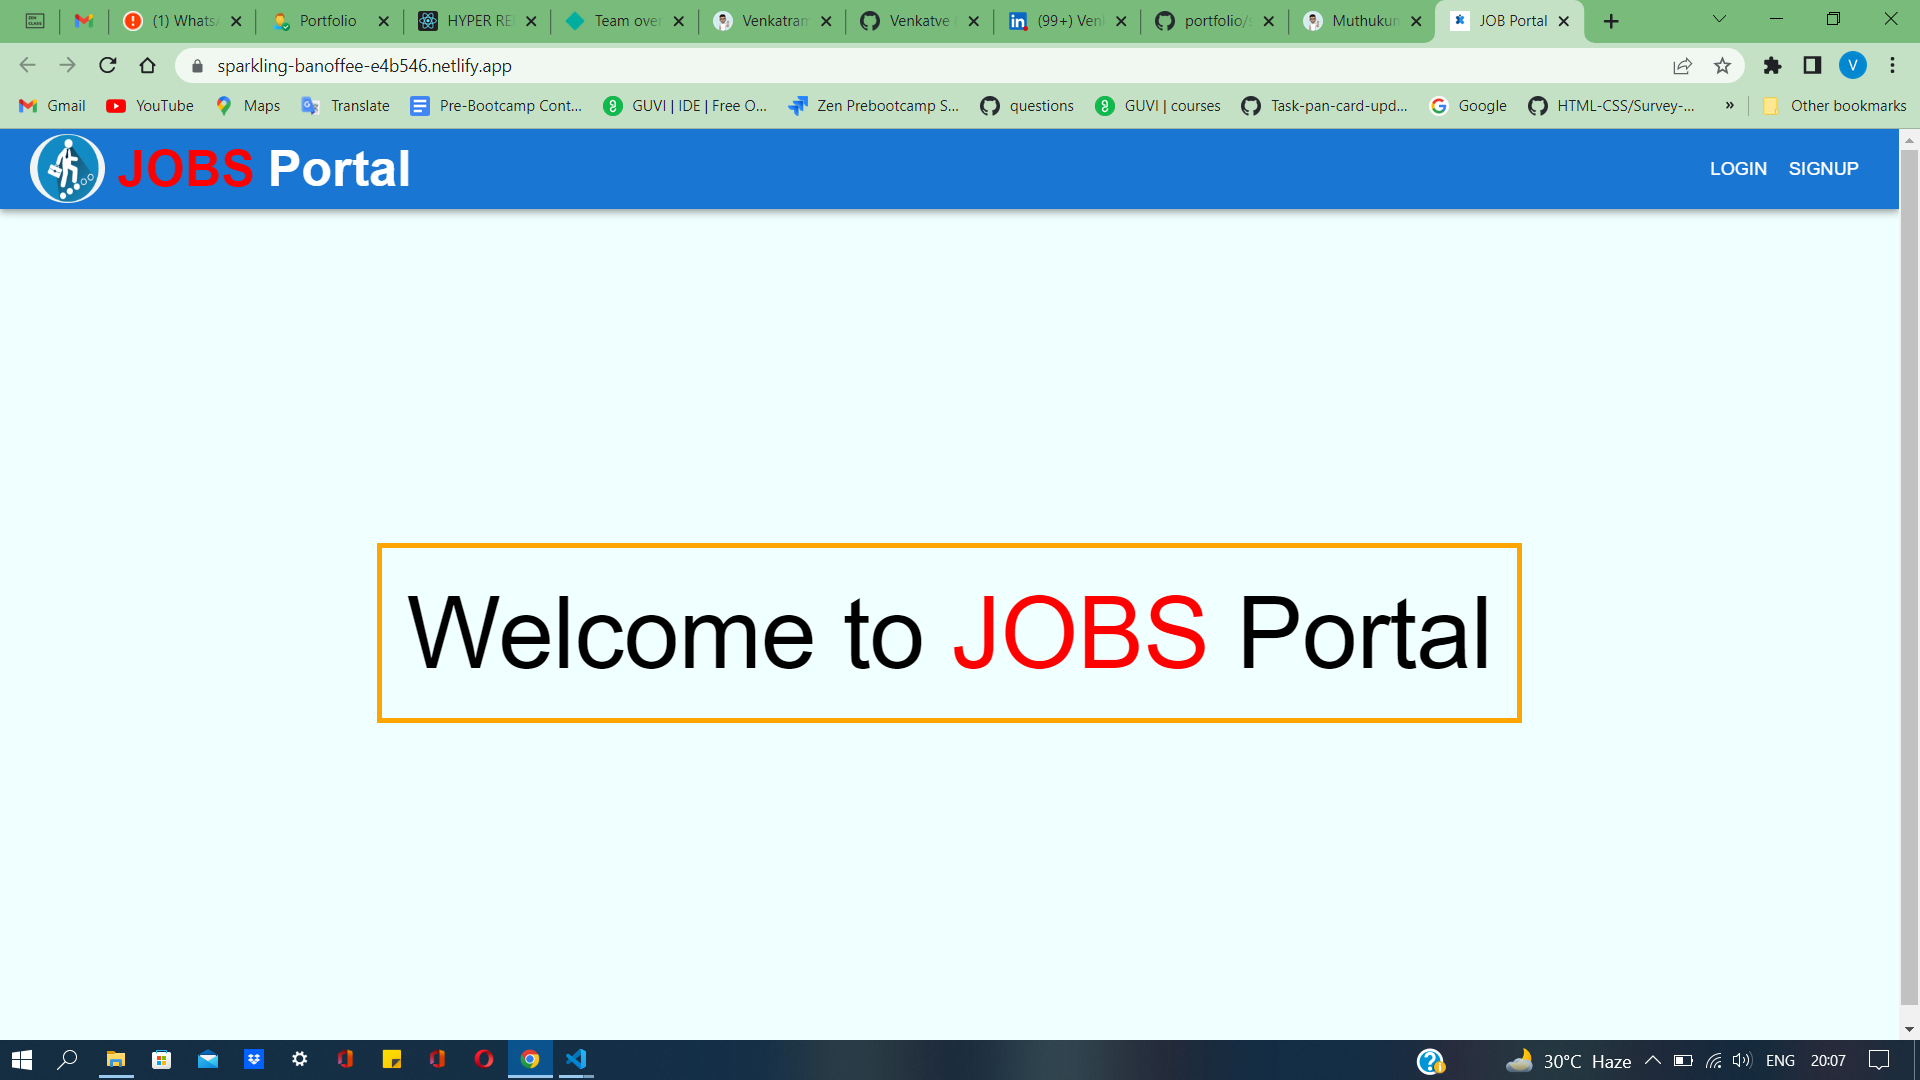 (1) Whats Portfolio HYPER RE Team over Venkatram Venkatve (99+) Ven portfolio/s Muthukum JOB Portal
sparkling-banoffee-e4b546.netlify.app V
Gmail YouTube Maps Translate Pre-Bootcamp Cont... GUVI | IDE | Free O... Zen Prebootcamp S... questions GUVI | courses Task-pan-card-upd... Google HTML-CSS/Survey-... » Other bookmarks
JOBS Portal LOGIN SIGNUP
Welcome to JOBS Portal
30°C Haze ENG 20:07